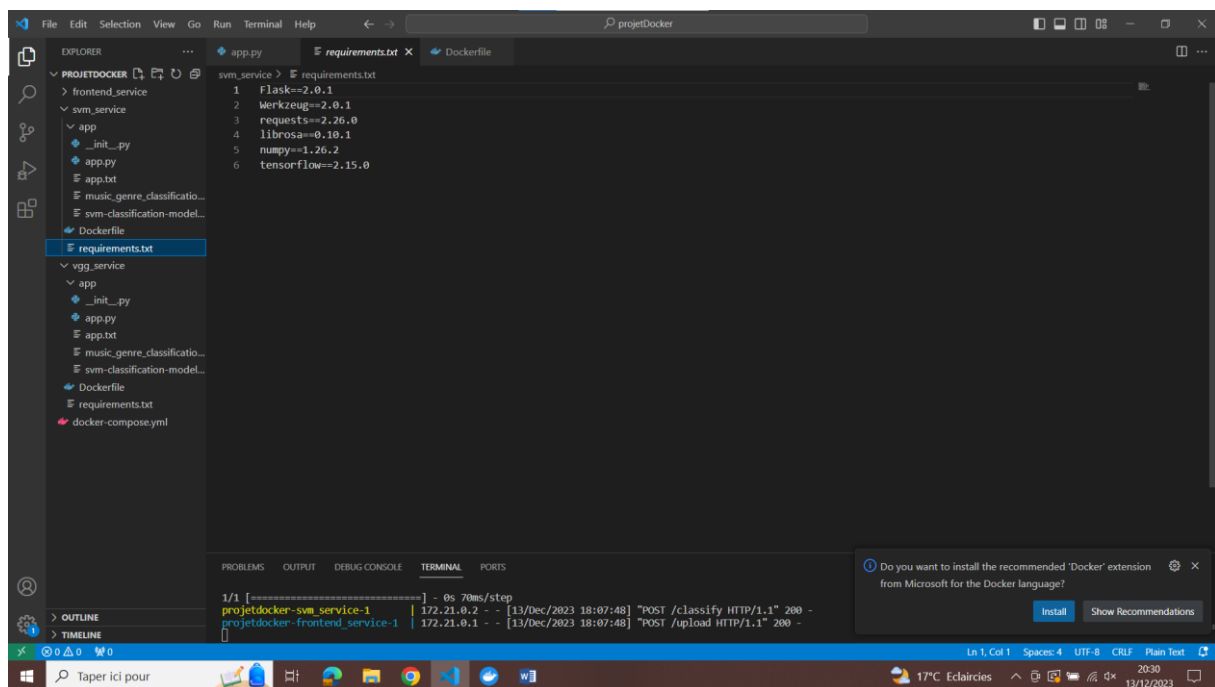 File Edit Selection View Go Run Terminal Help
projetDocker
EXPLORER
app.py
requirements.txt
Dockerfile
PROJETDOCKER
svm_service > requirements.txt
frontend_service
svm_service
app
__init__.py
app.py
app.txt
music_genre_classificatio...
svm-classification-model...
Dockerfile
requirements.txt
vgg_service
app
__init__.py
app.py
app.txt
music_genre_classificatio...
svm-classification-model...
Dockerfile
requirements.txt
docker-compose.yml
OUTLINE
TIMELINE
1 Flask==2.0.1
2 Werkzeug==2.0.1
3 requests==2.26.0
4 librosa==0.10.1
5 numpy==1.26.2
6 tensorflow==2.15.0
PROBLEMS OUTPUT DEBUG CONSOLE TERMINAL PORTS
1/1 [==============================] - 0s 70ms/step
projetdocker-svm_service-1 | 172.21.0.2 - - [13/Dec/2023 18:07:48] "POST /classify HTTP/1.1" 200 -
projetdocker-frontend_service-1 | 172.21.0.1 - - [13/Dec/2023 18:07:48] "POST /upload HTTP/1.1" 200 -
Do you want to install the recommended 'Docker' extension
from Microsoft for the Docker language?
Install Show Recommendations
0 0 0 Ln 1, Col 1 Spaces: 4 UTF-8 CRLF Plain Text
Taper ici pour
17°C Eclaircies
20:30
13/12/2023